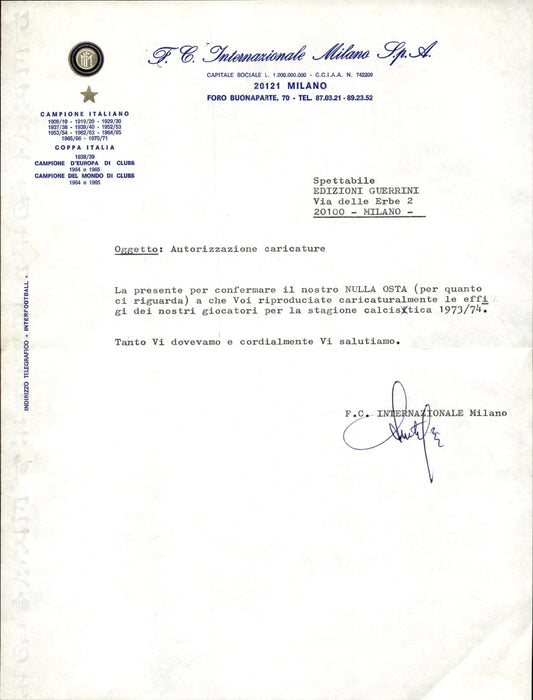 F. C. Internazionale Milano S.p.A.
CAPITALE SOCIALE L. 1.000.000.000 - C.C.I.A.A. N. 742209
20121 MILANO
FORO BUONAPARTE, 70 - TEL. 87.03.21 - 89.23.52
CAMPIONE ITALIANO
1909/10 - 1919/20 - 1929/30
1937/38 - 1939/40 - 1952/53
1953/54 - 1962/63 - 1964/65
1965/66 - 1970/71
COPPA ITALIA
1938/39
CAMPIONE D'EUROPA DI CLUBS
1964 e 1965
CAMPIONE DEL MONDO DI CLUBS
1964 e 1965
Spettabile
EDIZIONI GUERRINI
Via delle Erbe 2
20100 - MILANO -
Oggetto: Autorizzazione caricature
La presente per confermare il nostro NULLA OSTA (per quanto
ci riguarda) a che Voi riproduciate caricaturalmente le effi
gi dei nostri giocatori per la stagione calcistica 1973/74.
Tanto Vi dovevamo e cordialmente Vi salutiamo.
F.C. INTERNAZIONALE Milano
INDIRIZZO TELEGRAFICO • INTERFOOTBALL •